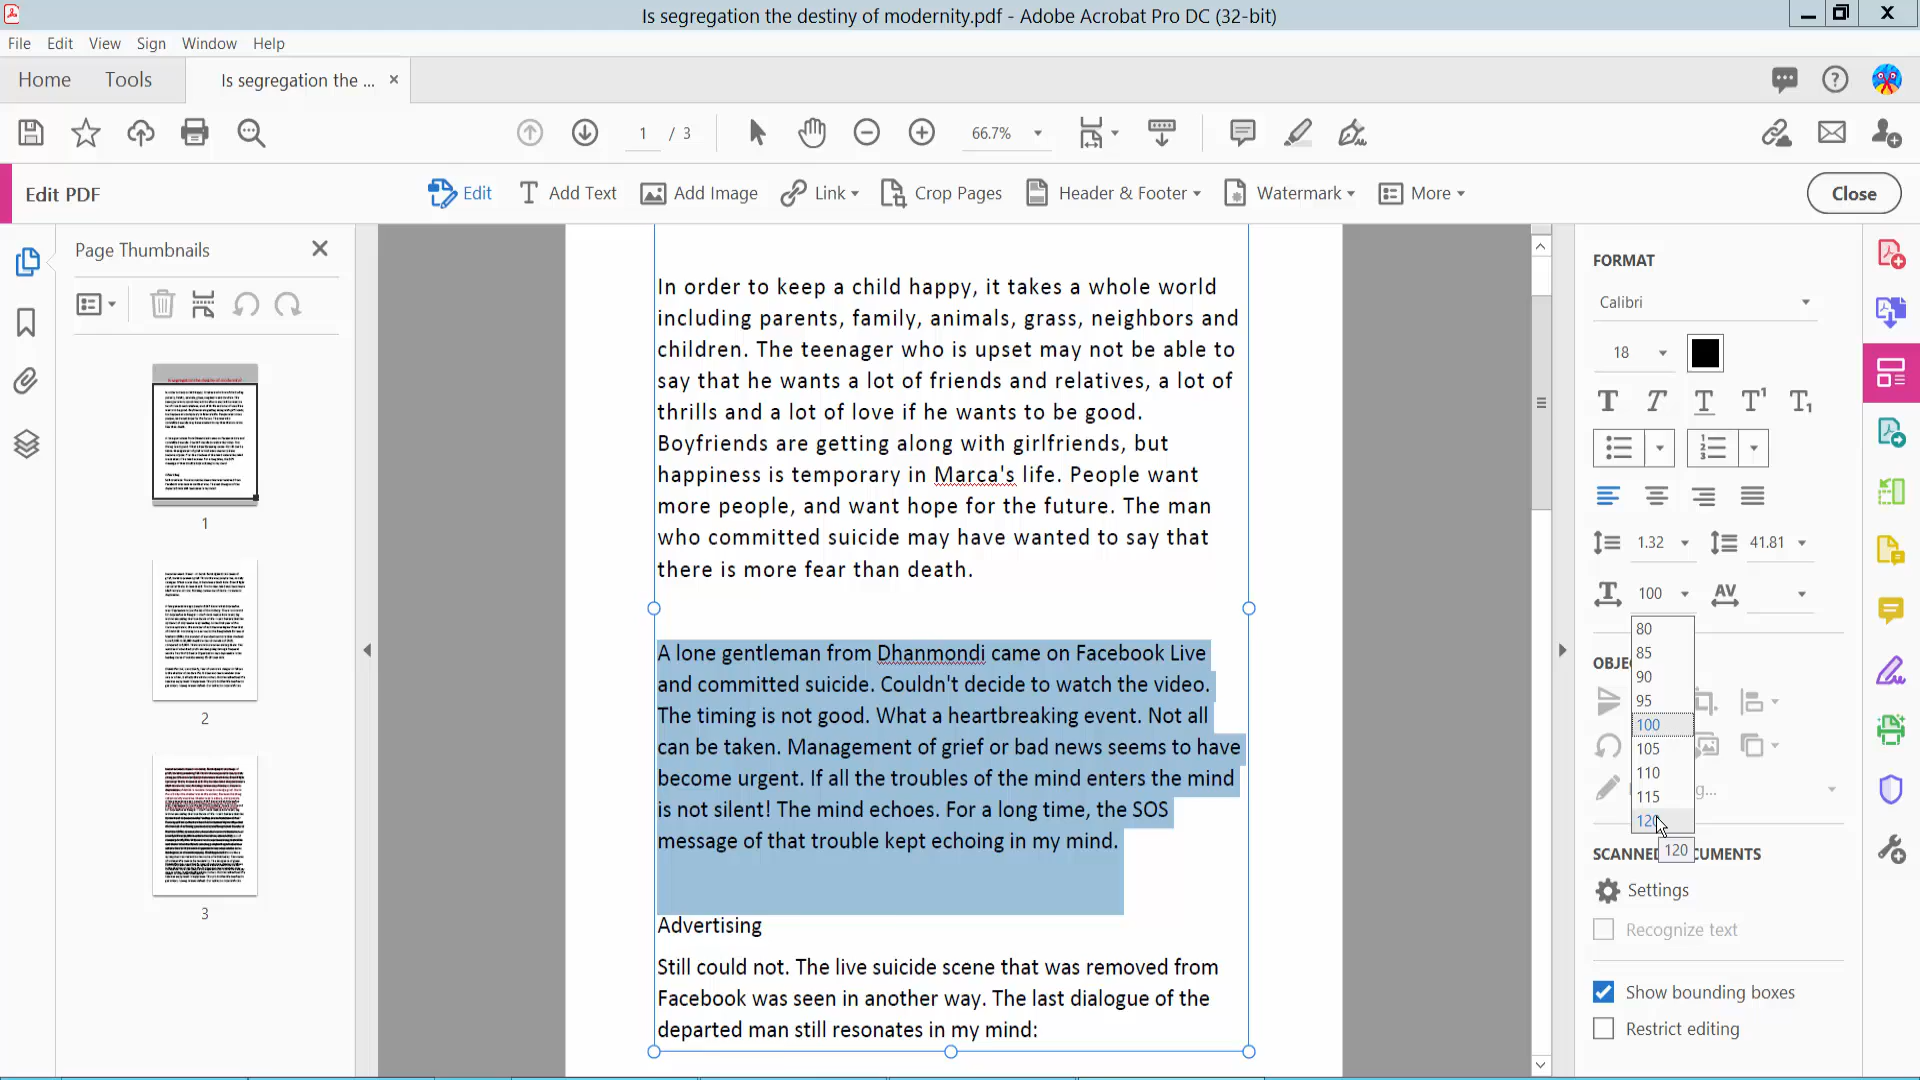 Is segregation the destiny of modernity.pdf - Adobe Acrobat Pro DC (32-bit)
File Edit View Sign Window Help
Home Tools Is segregation the ... ×
1 / 3 66.7%
Edit PDF Edit Add Text Add Image Link Crop Pages Header & Footer Watermark More Close
Page Thumbnails
1
2
3
In order to keep a child happy, it takes a whole world
including parents, family, animals, grass, neighbors and
children. The teenager who is upset may not be able to
say that he wants a lot of friends and relatives, a lot of
thrills and a lot of love if he wants to be good.
Boyfriends are getting along with girlfriends, but
happiness is temporary in Marca's life. People want
more people, and want hope for the future. The man
who committed suicide may have wanted to say that
there is more fear than death.
A lone gentleman from Dhanmondi came on Facebook Live
and committed suicide. Couldn't decide to watch the video.
The timing is not good. What a heartbreaking event. Not all
can be taken. Management of grief or bad news seems to have
become urgent. If all the troubles of the mind enters the mind
is not silent! The mind echoes. For a long time, the SOS
message of that trouble kept echoing in my mind.
Advertising
Still could not. The live suicide scene that was removed from
Facebook was seen in another way. The last dialogue of the
departed man still resonates in my mind:
FORMAT
Calibri
18
1.32 41.81
100 AV
80
85
90
95
100
105
110
115
120
120
SCANNED DOCUMENTS
Settings
Recognize text
Show bounding boxes
Restrict editing